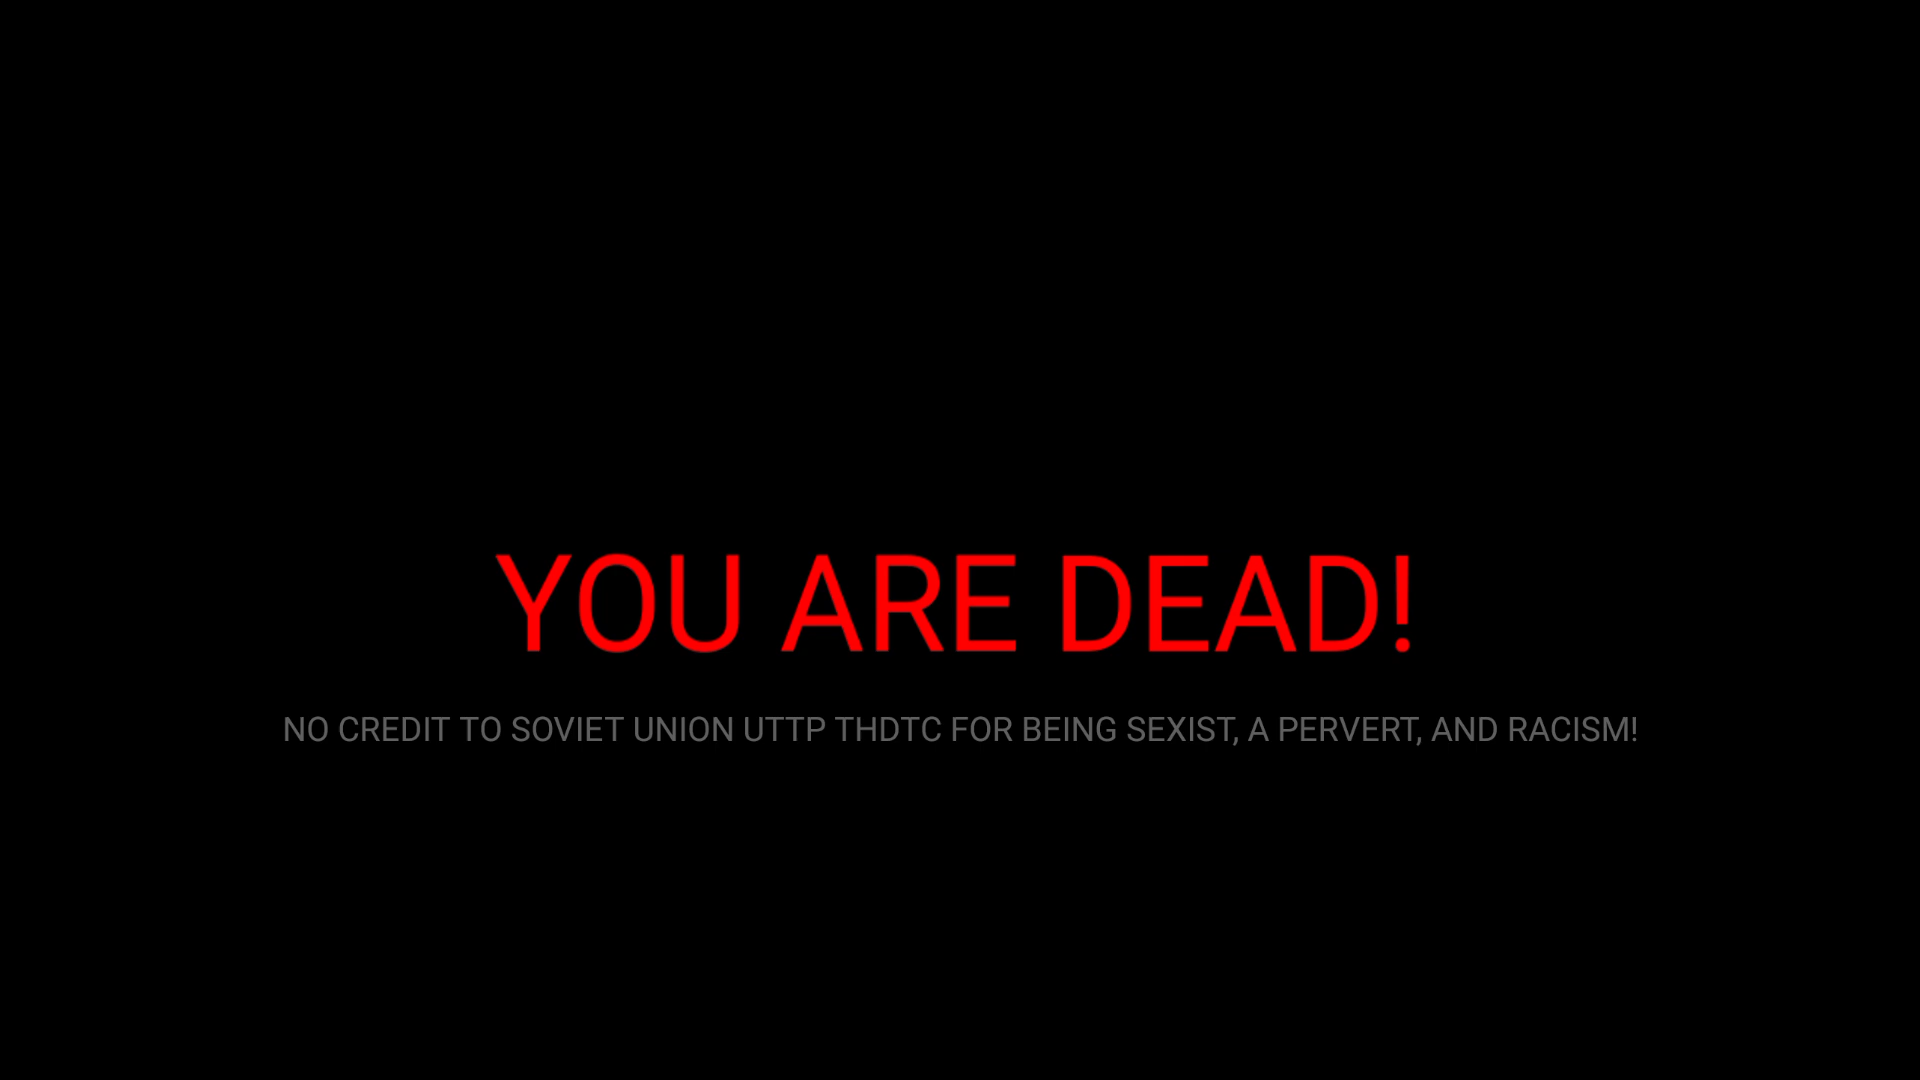 YOU ARE DEAD!
NO CREDIT TO SOVIET UNION UTTP THDTC FOR BEING SEXIST, A PERVERT, AND RACISM!